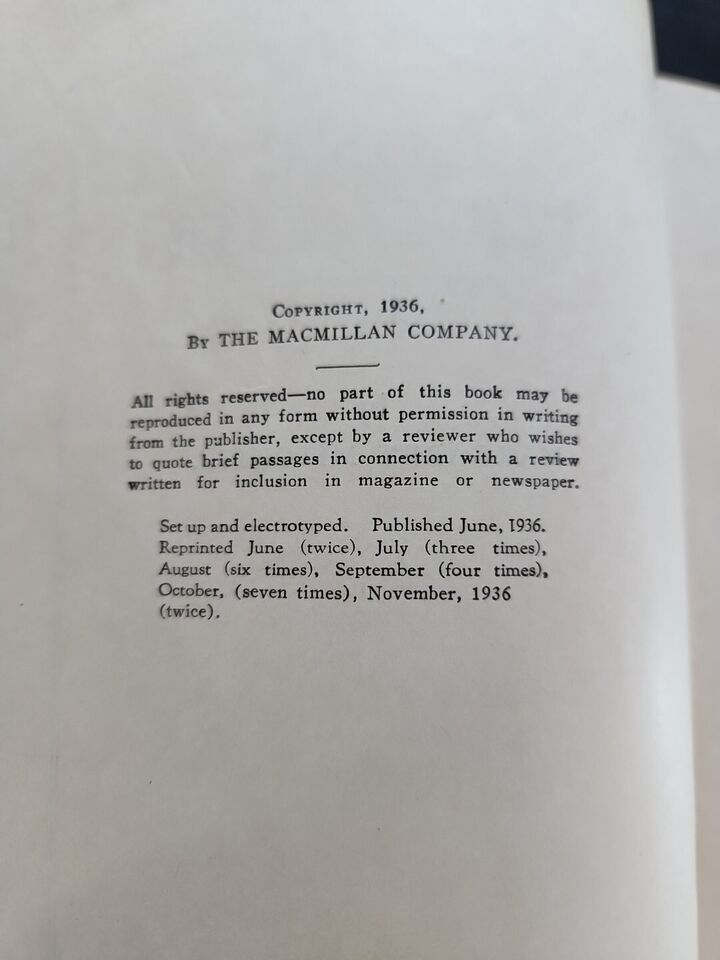 COPYRIGHT, 1936,
BY THE MACMILLAN COMPANY.
All rights reserved—no part of this book may be
reproduced in any form without permission in writing
from the publisher, except by a reviewer who wishes
to quote brief passages in connection with a review
written for inclusion in magazine or newspaper.
Set up and electrotyped. Published June, 1936.
Reprinted June (twice), July (three times),
August (six times), September (four times),
October, (seven times), November, 1936
(twice).